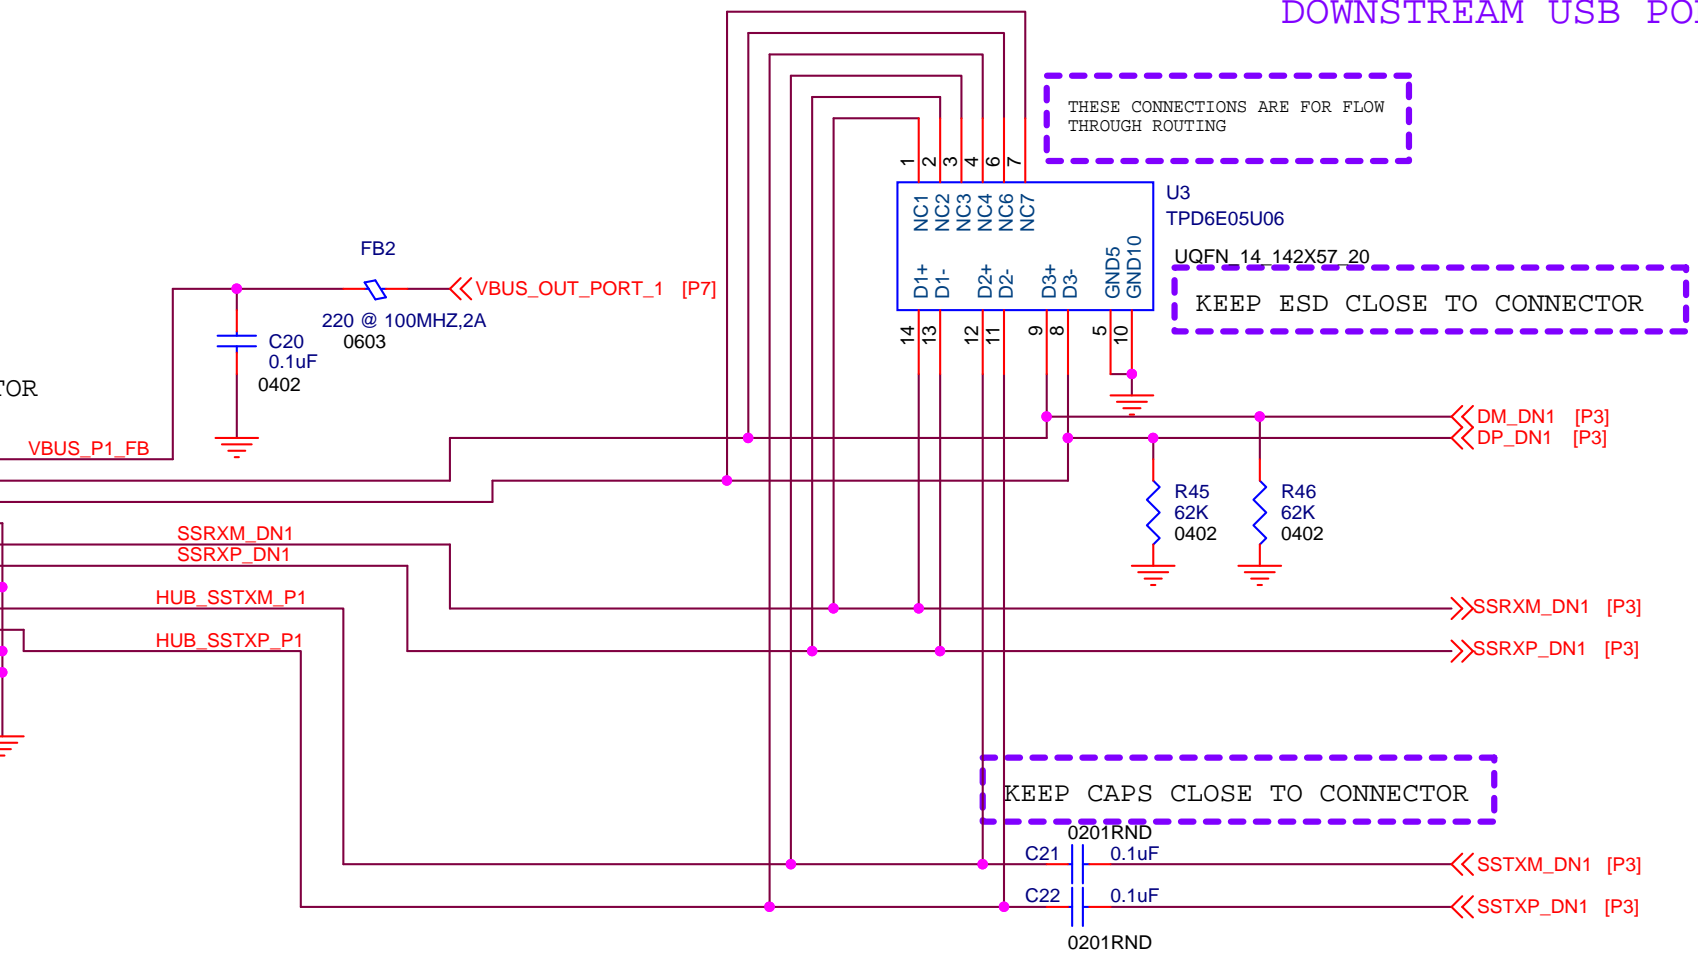 DOWNSTREAM USB
THESE CONNECTIONS ARE FOR FLOW
THROUGH ROUTING
1
2
3
4
6
7
NC1
NC2
NC3
NC4
NC6
NC7
U3
TPD6E05U06
UQFN_14_142X57_20
D1+
D1-
D2+
D2-
D3+
D3-
GND5
GND10
14
13
12
11
9
8
5
10
KEEP ESD CLOSE TO CONNECTOR
FB2
VBUS_OUT_PORT_1 [P7]
220 @ 100MHZ,2A
0603
C20
0.1uF
0402
TOR
VBUS_P1_FB
DM_DN1 [P3]
DP_DN1 [P3]
R45
62K
0402
R46
62K
0402
SSRXM_DN1
SSRXP_DN1
HUB_SSTXM_P1
HUB_SSTXP_P1
SSRXM_DN1 [P3]
SSRXP_DN1 [P3]
KEEP CAPS CLOSE TO CONNECTOR
0201RND
C21 0.1uF
SSTXM_DN1 [P3]
C22 0.1uF
SSTXP_DN1 [P3]
0201RND